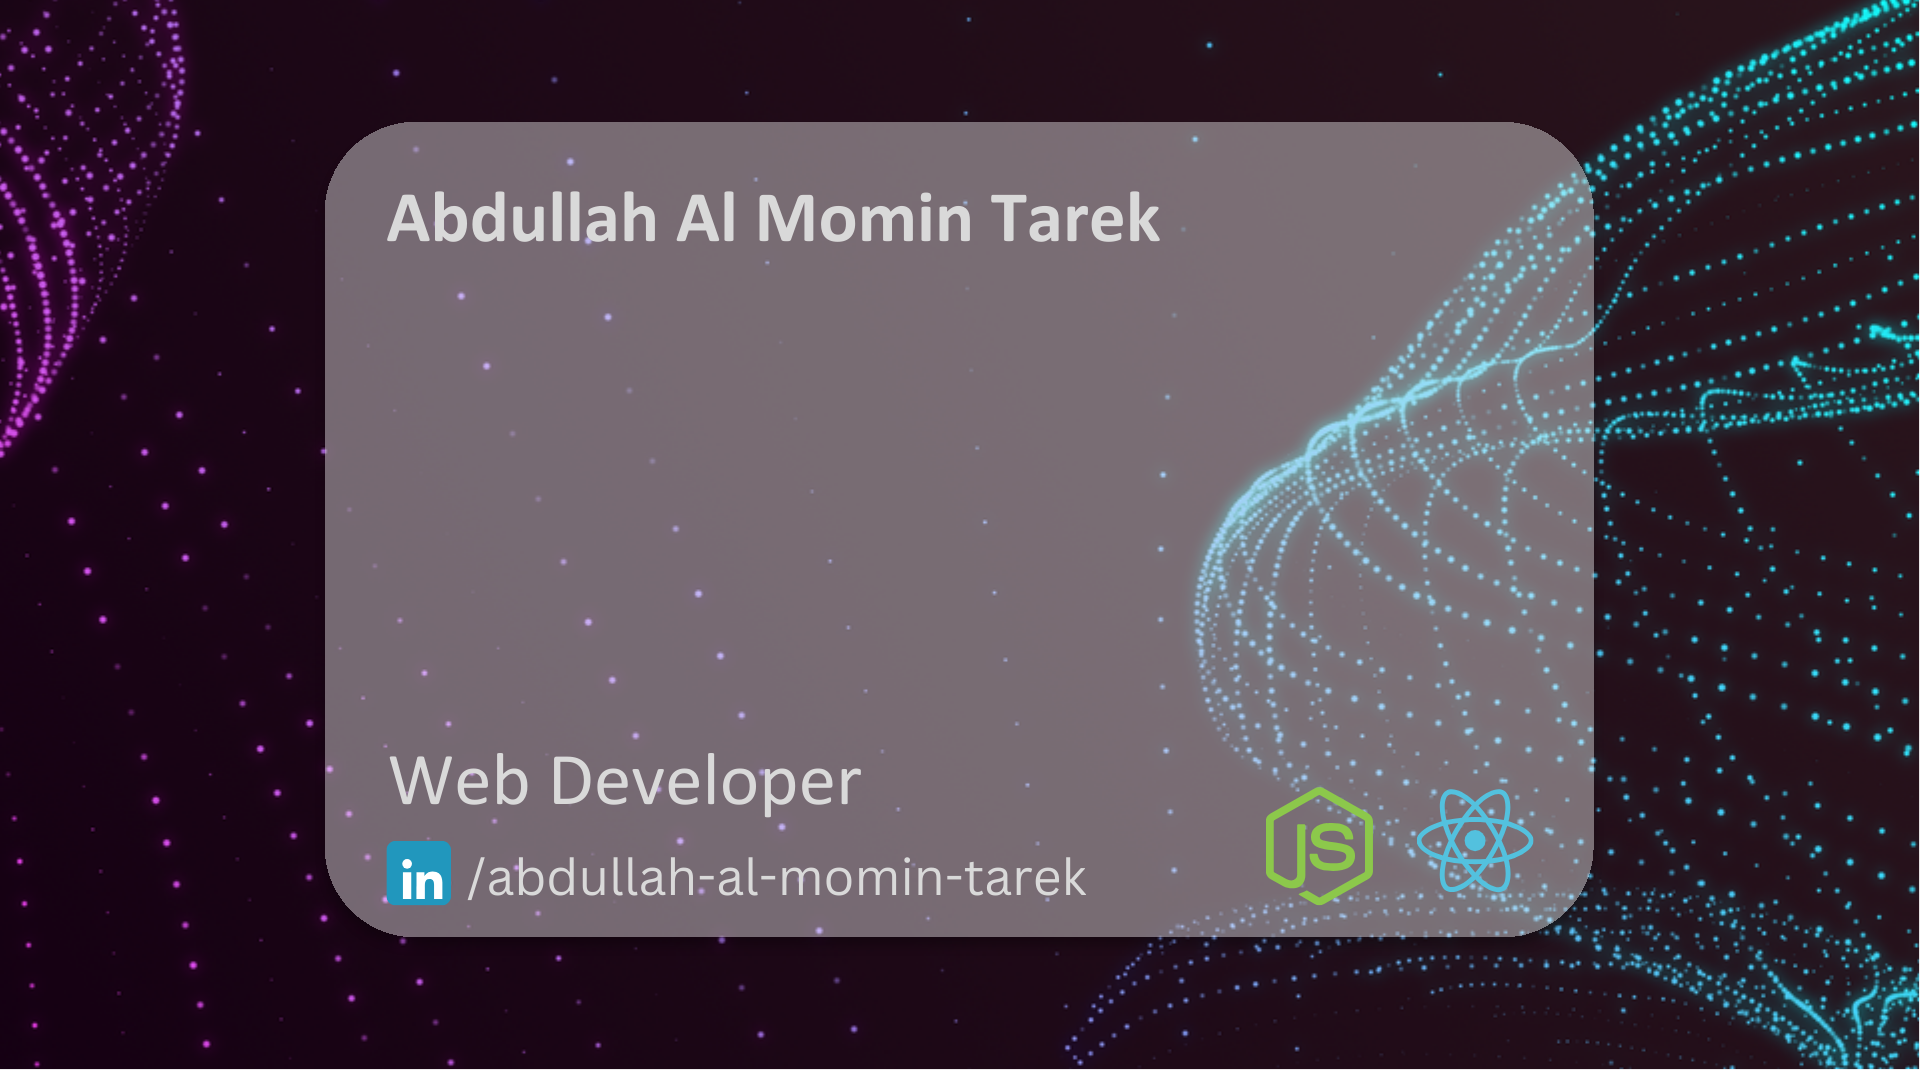 Abdullah Al Momin Tarek
Web Developer
in /abdullah-al-momin-tarek
JS